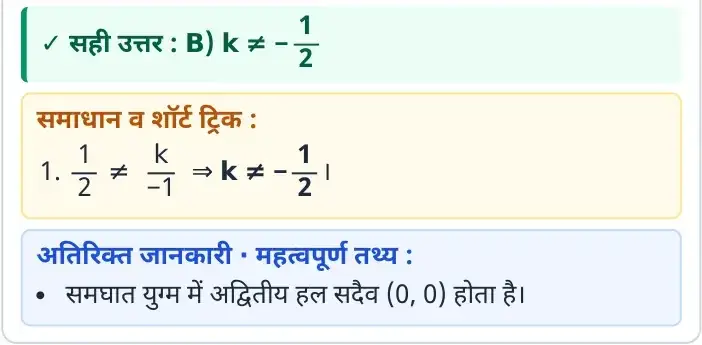 ✓ सही उत्तर : B) k ≠ −1/2
समाधान व शॉर्ट ट्रिक :
1. 1/2 ≠ k/−1 ⇒ k ≠ −1/2 ।
अतिरिक्त जानकारी · महत्वपूर्ण तथ्य :
• समघात युग्म में अद्वितीय हल सदैव (0, 0) होता है।